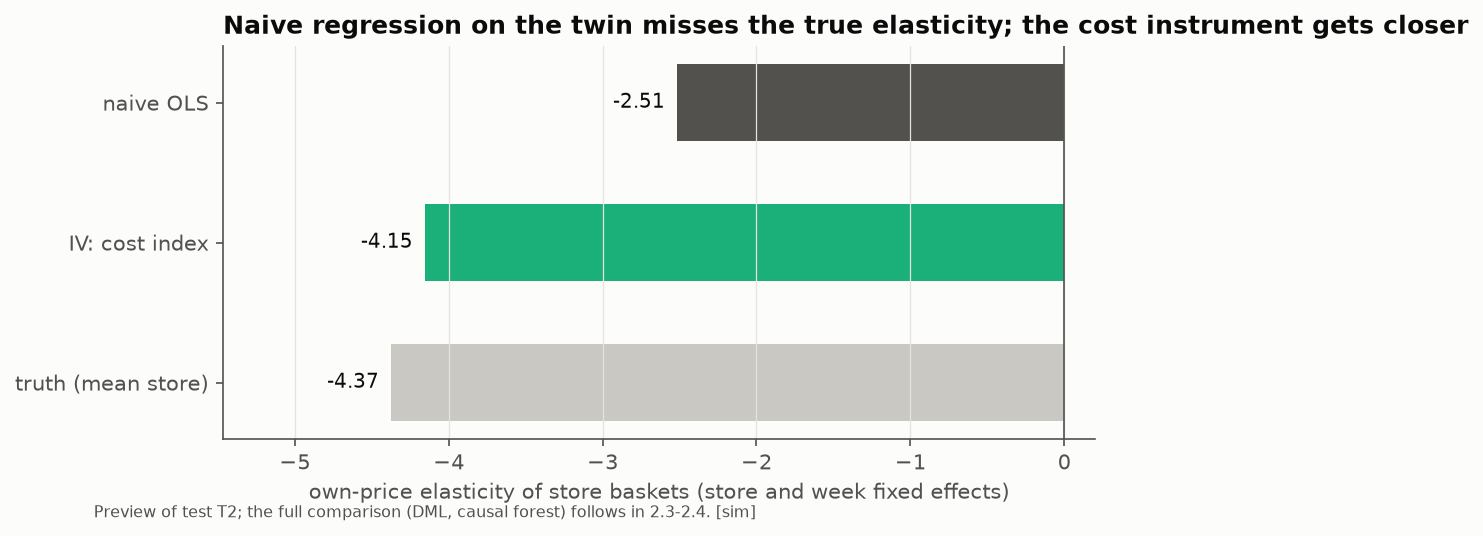 Naive regression on the twin misses the true elasticity; the cost instrument gets closer
naive OLS
-2.51
IV: cost index
-4.15
truth (mean store)
-4.37
−5 −4 −3 −2 −1 0
own-price elasticity of store baskets (store and week fixed effects)
Preview of test T2; the full comparison (DML, causal forest) follows in 2.3-2.4. [sim]